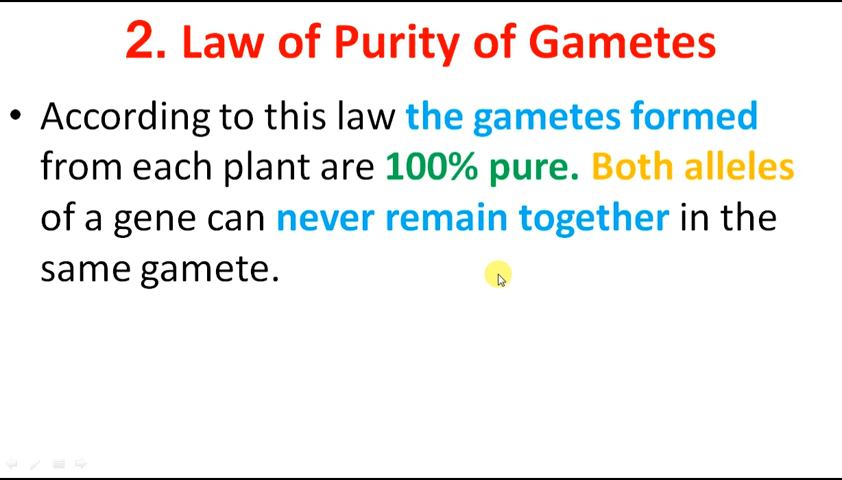 2. Law of Purity of Gametes
• According to this law the gametes formed
from each plant are 100% pure. Both alleles
of a gene can never remain together in the
same gamete.